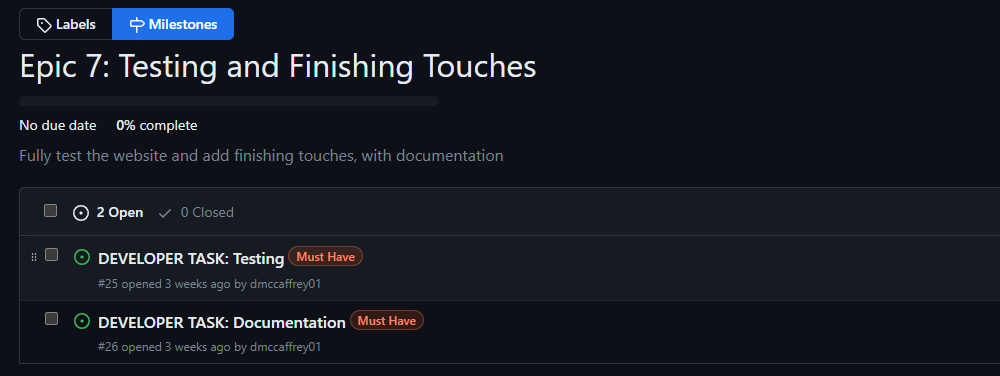 Labels Milestones
Epic 7: Testing and Finishing Touches
No due date 0% complete
Fully test the website and add finishing touches, with documentation
2 Open 0 Closed
DEVELOPER TASK: Testing Must Have
#25 opened 3 weeks ago by dmccaffrey01
DEVELOPER TASK: Documentation Must Have
#26 opened 3 weeks ago by dmccaffrey01